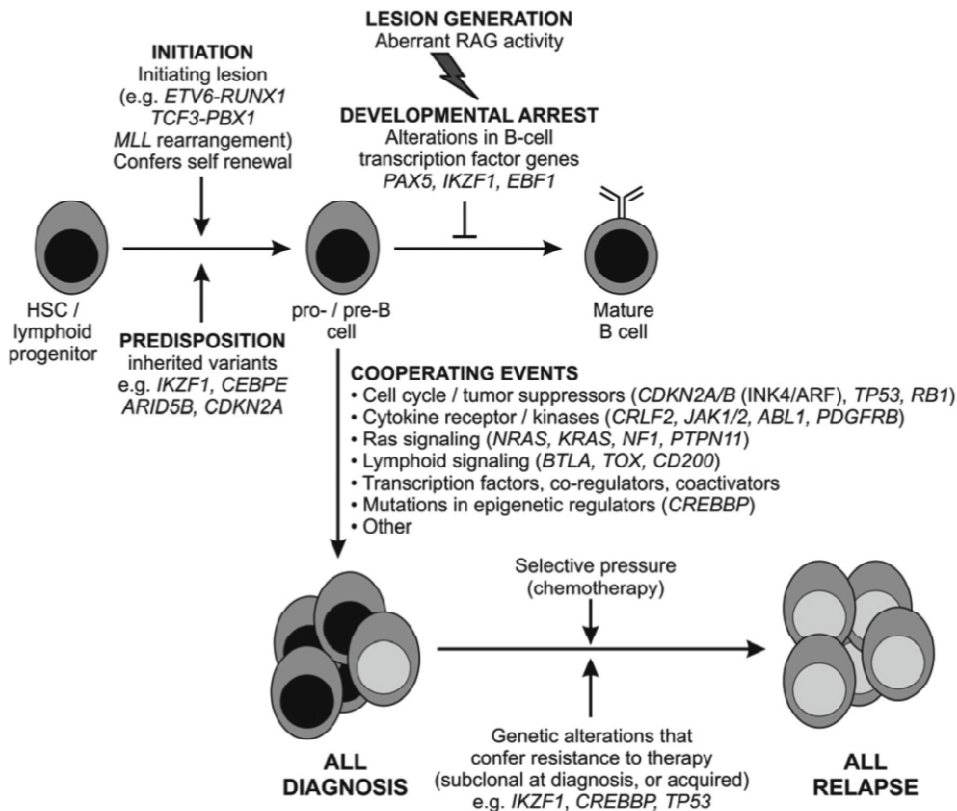 LESION GENERATION
Aberrant RAG activity
INITIATION
Initiating lesion
(e.g. ETV6-RUNX1
TCF3-PBX1
MLL rearrangement)
Confers self renewal
DEVELOPMENTAL ARREST
Alterations in B-cell
transcription factor genes
PAX5, IKZF1, EBF1
HSC /
lymphoid
progenitor
pro- / pre-B
cell
Mature
B cell
PREDISPOSITION
inherited variants
e.g. IKZF1, CEBPE
ARID5B, CDKN2A
COOPERATING EVENTS
• Cell cycle / tumor suppressors (CDKN2A/B (INK4/ARF), TP53, RB1)
• Cytokine receptor / kinases (CRLF2, JAK1/2, ABL1, PDGFRB)
• Ras signaling (NRAS, KRAS, NF1, PTPN11)
• Lymphoid signaling (BTLA, TOX, CD200)
• Transcription factors, co-regulators, coactivators
• Mutations in epigenetic regulators (CREBBP)
• Other
Selective pressure
(chemotherapy)
Genetic alterations that
confer resistance to therapy
(subclonal at diagnosis, or acquired)
e.g. IKZF1, CREBBP, TP53
ALL
DIAGNOSIS
ALL
RELAPSE